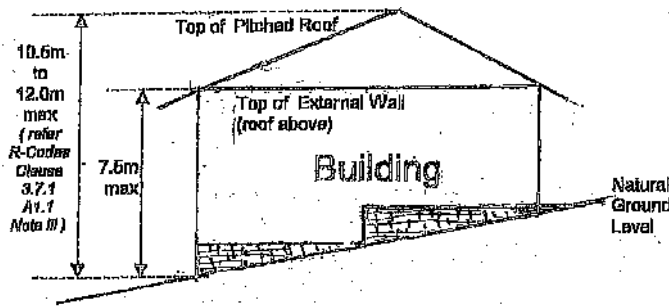 Top of Pitched Roof
10.5m
to
12.0m
max
(refer
R-Codes
Clause
3.7.1
A1.1
Note III)
7.5m
max
Top of External Wall
(roof above)
Building
Natural
Ground
Level